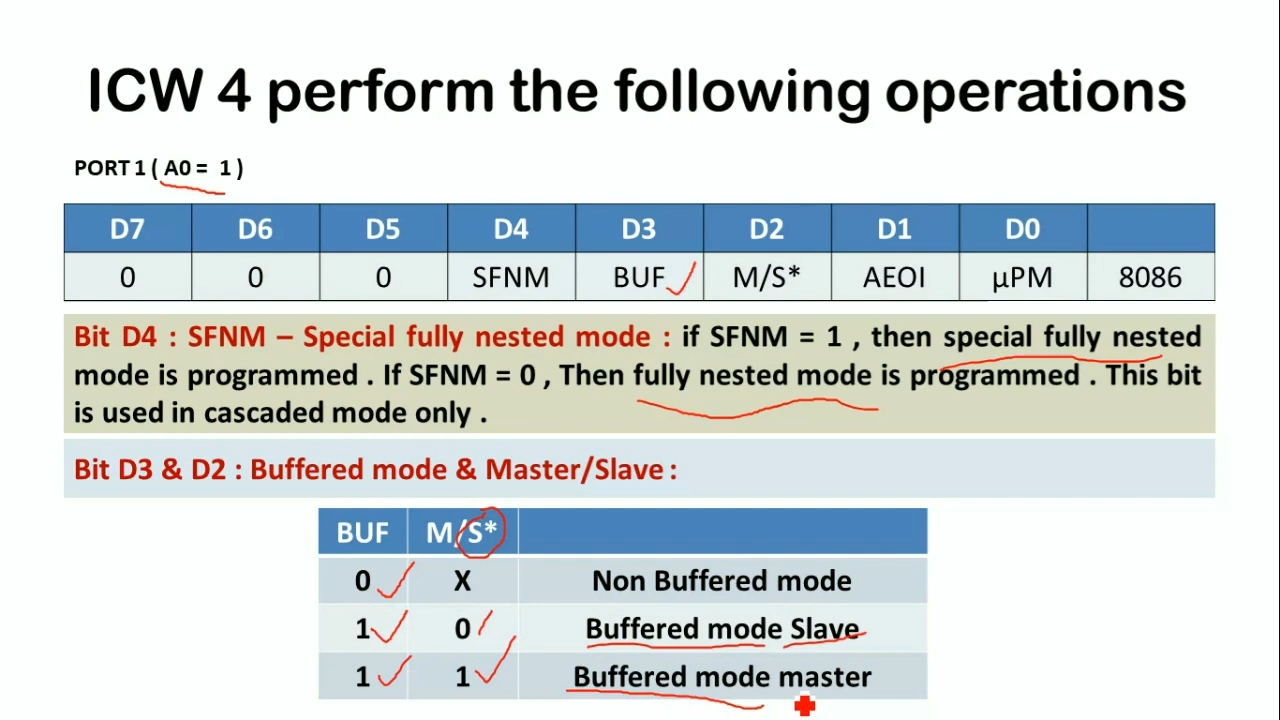 ICW 4 perform the following operations
PORT 1 ( A0 = 1 )
D7 D6 D5 D4 D3 D2 D1 D0
0 0 0 SFNM BUF M/S* AEOI µPM 8086
Bit D4 : SFNM – Special fully nested mode : if SFNM = 1 , then special fully nested
mode is programmed . If SFNM = 0 , Then fully nested mode is programmed . This bit
is used in cascaded mode only .
Bit D3 & D2 : Buffered mode & Master/Slave :
BUF M/S*
0 X Non Buffered mode
1 0 Buffered mode Slave
1 1 Buffered mode master